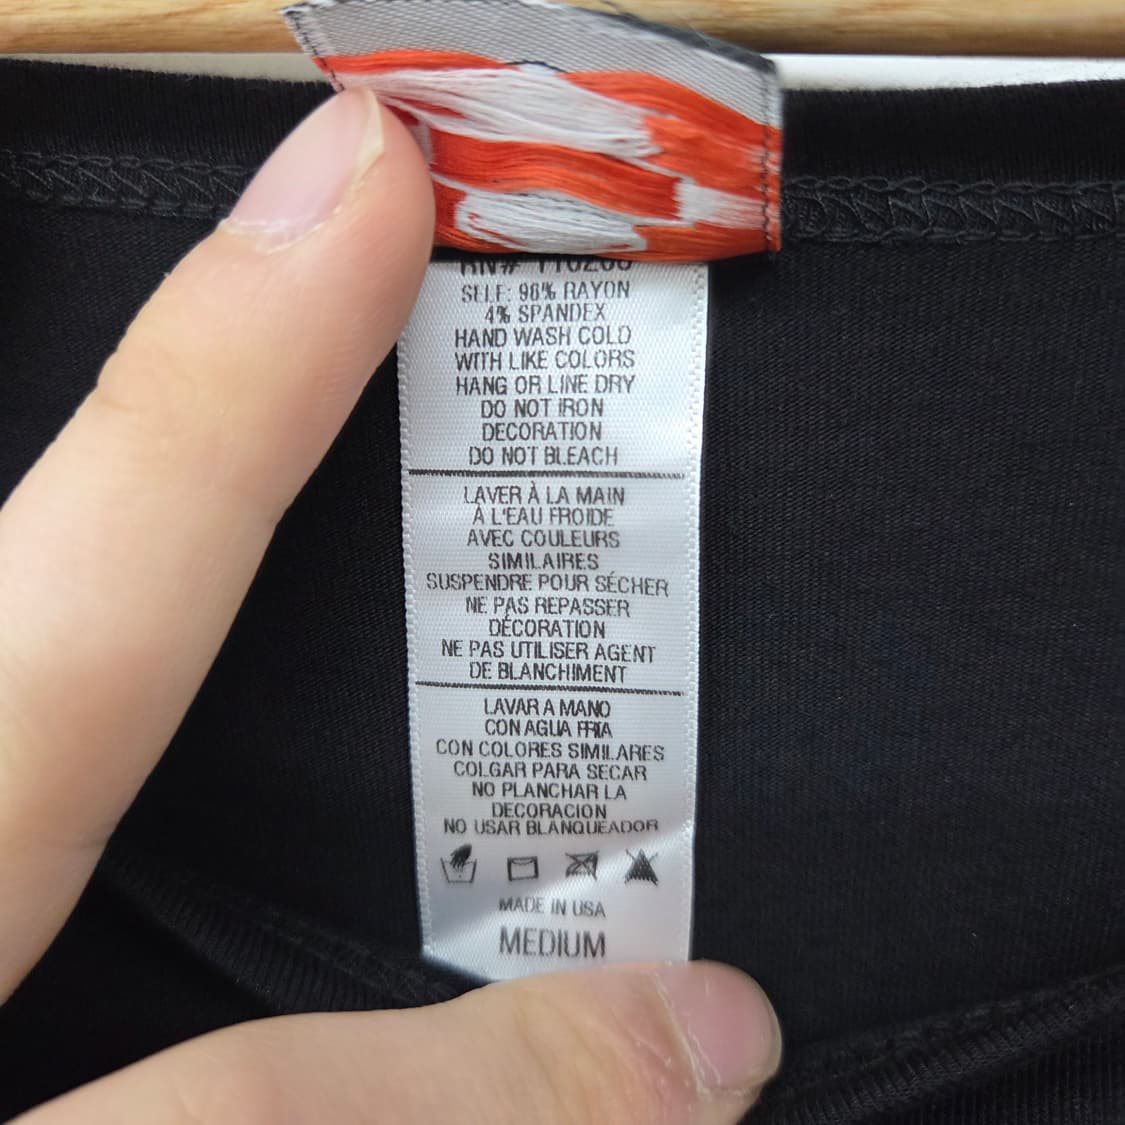 RN# 110200
SELF: 96% RAYON
4% SPANDEX
HAND WASH COLD
WITH LIKE COLORS
HANG OR LINE DRY
DO NOT IRON
DECORATION
DO NOT BLEACH
LAVER À LA MAIN
À L'EAU FROIDE
AVEC COULEURS
SIMILAIRES
SUSPENDRE POUR SÉCHER
NE PAS REPASSER
DÉCORATION
NE PAS UTILISER AGENT
DE BLANCHIMENT
LAVAR A MANO
CON AGUA FRIA
CON COLORES SIMILARES
COLGAR PARA SECAR
NO PLANCHAR LA
DECORACION
NO USAR BLANQUEADOR
MADE IN USA
MEDIUM